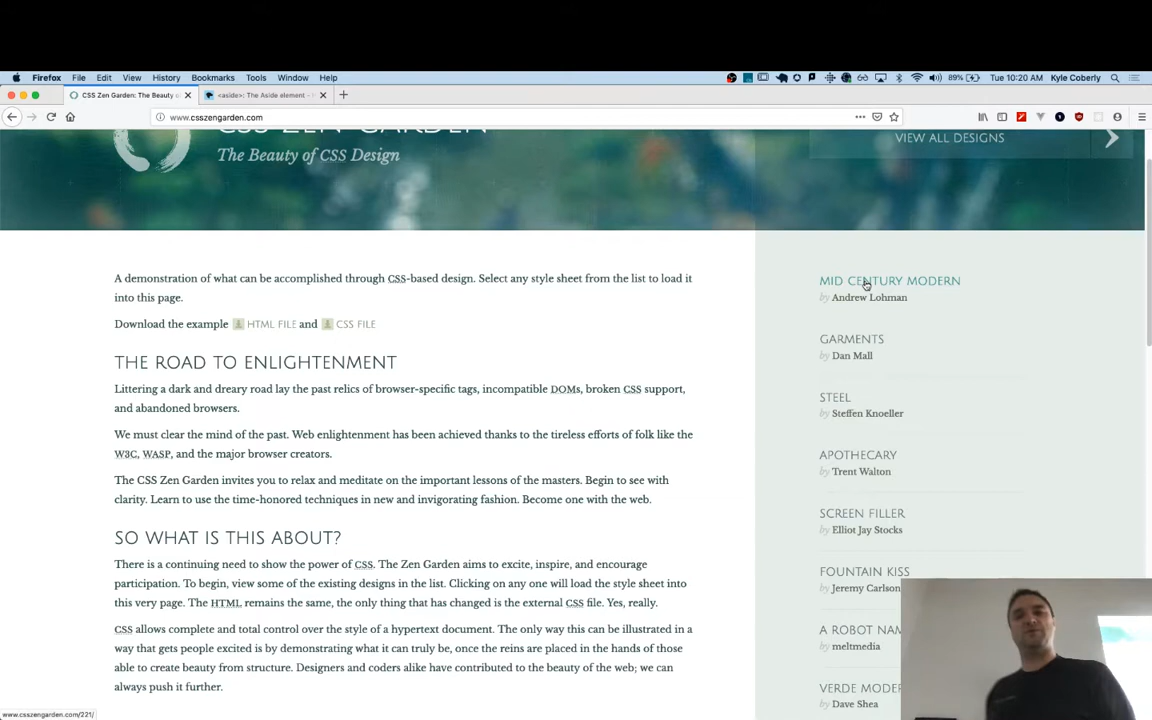 Firefox File Edit View History Bookmarks Tools Window Help 89% Tue 10:20 AM Kyle Coberly
CSS Zen Garden: The Beauty o <aside>: The Aside element - H
www.csszengarden.com
CSS ZEN GARDEN
The Beauty of CSS Design
VIEW ALL DESIGNS
A demonstration of what can be accomplished through CSS-based design. Select any style sheet from the list to load it
into this page.
Download the example HTML FILE and CSS FILE
THE ROAD TO ENLIGHTENMENT
Littering a dark and dreary road lay the past relics of browser-specific tags, incompatible DOMs, broken CSS support,
and abandoned browsers.
We must clear the mind of the past. Web enlightenment has been achieved thanks to the tireless efforts of folk like the
W3C, WASP, and the major browser creators.
The CSS Zen Garden invites you to relax and meditate on the important lessons of the masters. Begin to see with
clarity. Learn to use the time-honored techniques in new and invigorating fashion. Become one with the web.
SO WHAT IS THIS ABOUT?
There is a continuing need to show the power of CSS. The Zen Garden aims to excite, inspire, and encourage
participation. To begin, view some of the existing designs in the list. Clicking on any one will load the style sheet into
this very page. The HTML remains the same, the only thing that has changed is the external CSS file. Yes, really.
CSS allows complete and total control over the style of a hypertext document. The only way this can be illustrated in a
way that gets people excited is by demonstrating what it can truly be, once the reins are placed in the hands of those
able to create beauty from structure. Designers and coders alike have contributed to the beauty of the web; we can
always push it further.
MID CENTURY MODERN
by Andrew Lohman
GARMENTS
by Dan Mall
STEEL
by Steffen Knoeller
APOTHECARY
by Trent Walton
SCREEN FILLER
by Elliot Jay Stocks
FOUNTAIN KISS
by Jeremy Carlson
A ROBOT NAM
by meltmedia
VERDE MODER
by Dave Shea
www.csszengarden.com/221/